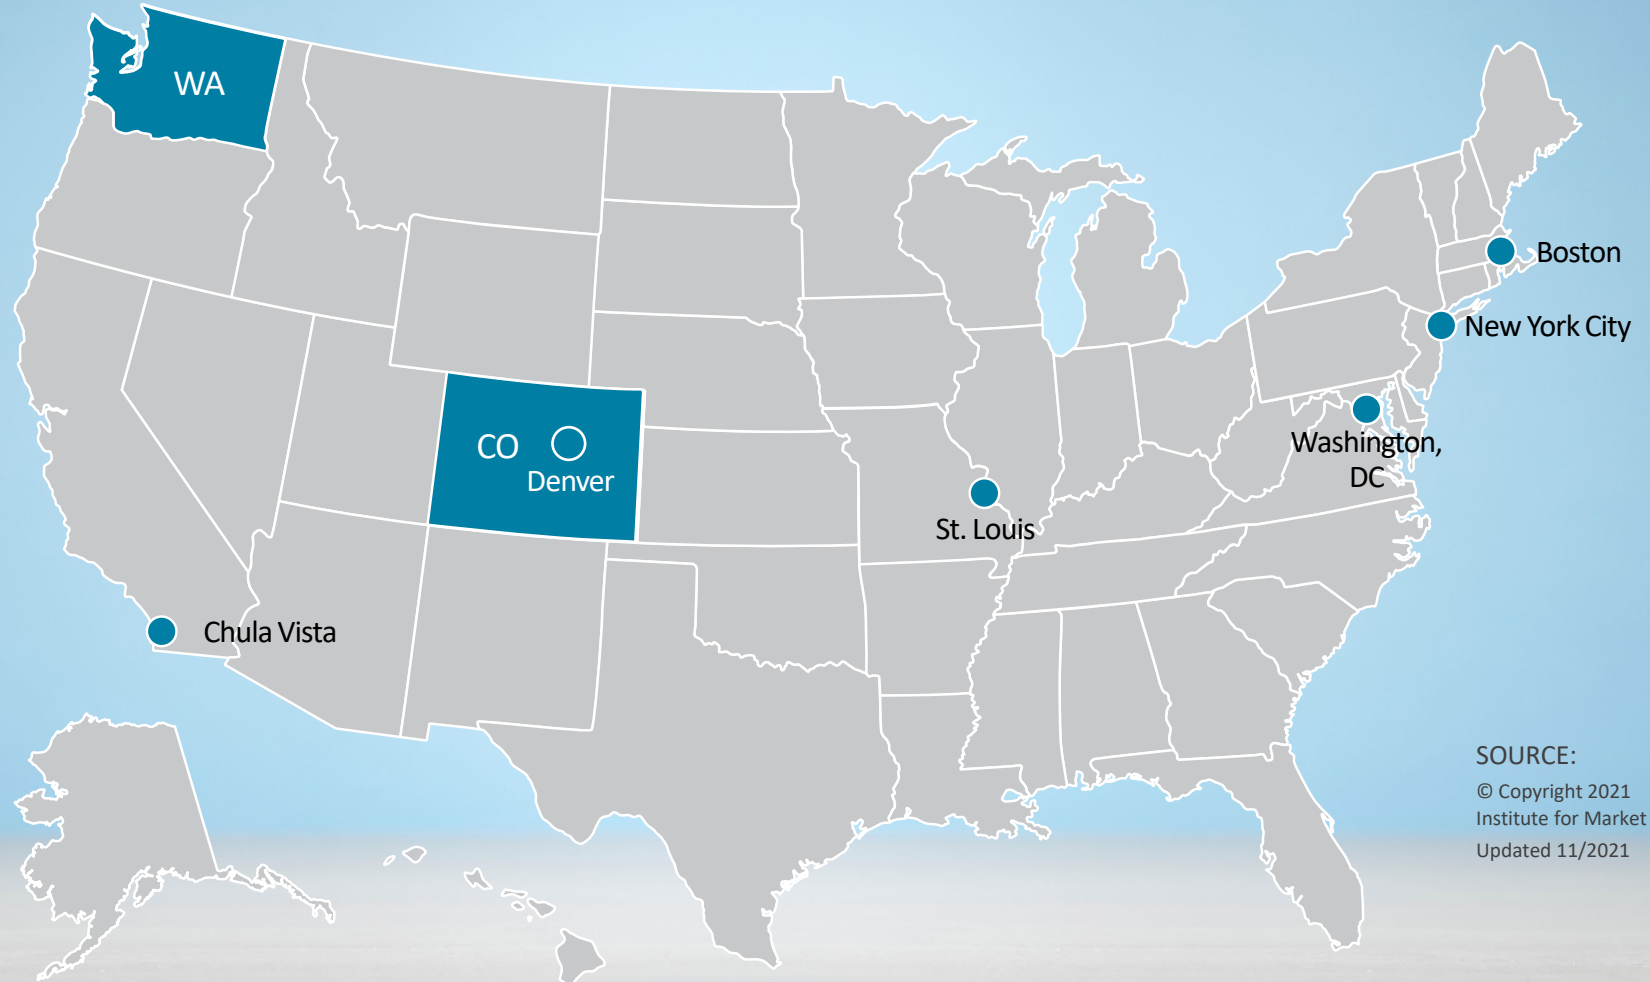 WA
Boston
New York City
CO
Denver
Washington,
DC
St. Louis
Chula Vista
SOURCE:
© Copyright 2021
Institute for Market
Updated 11/2021